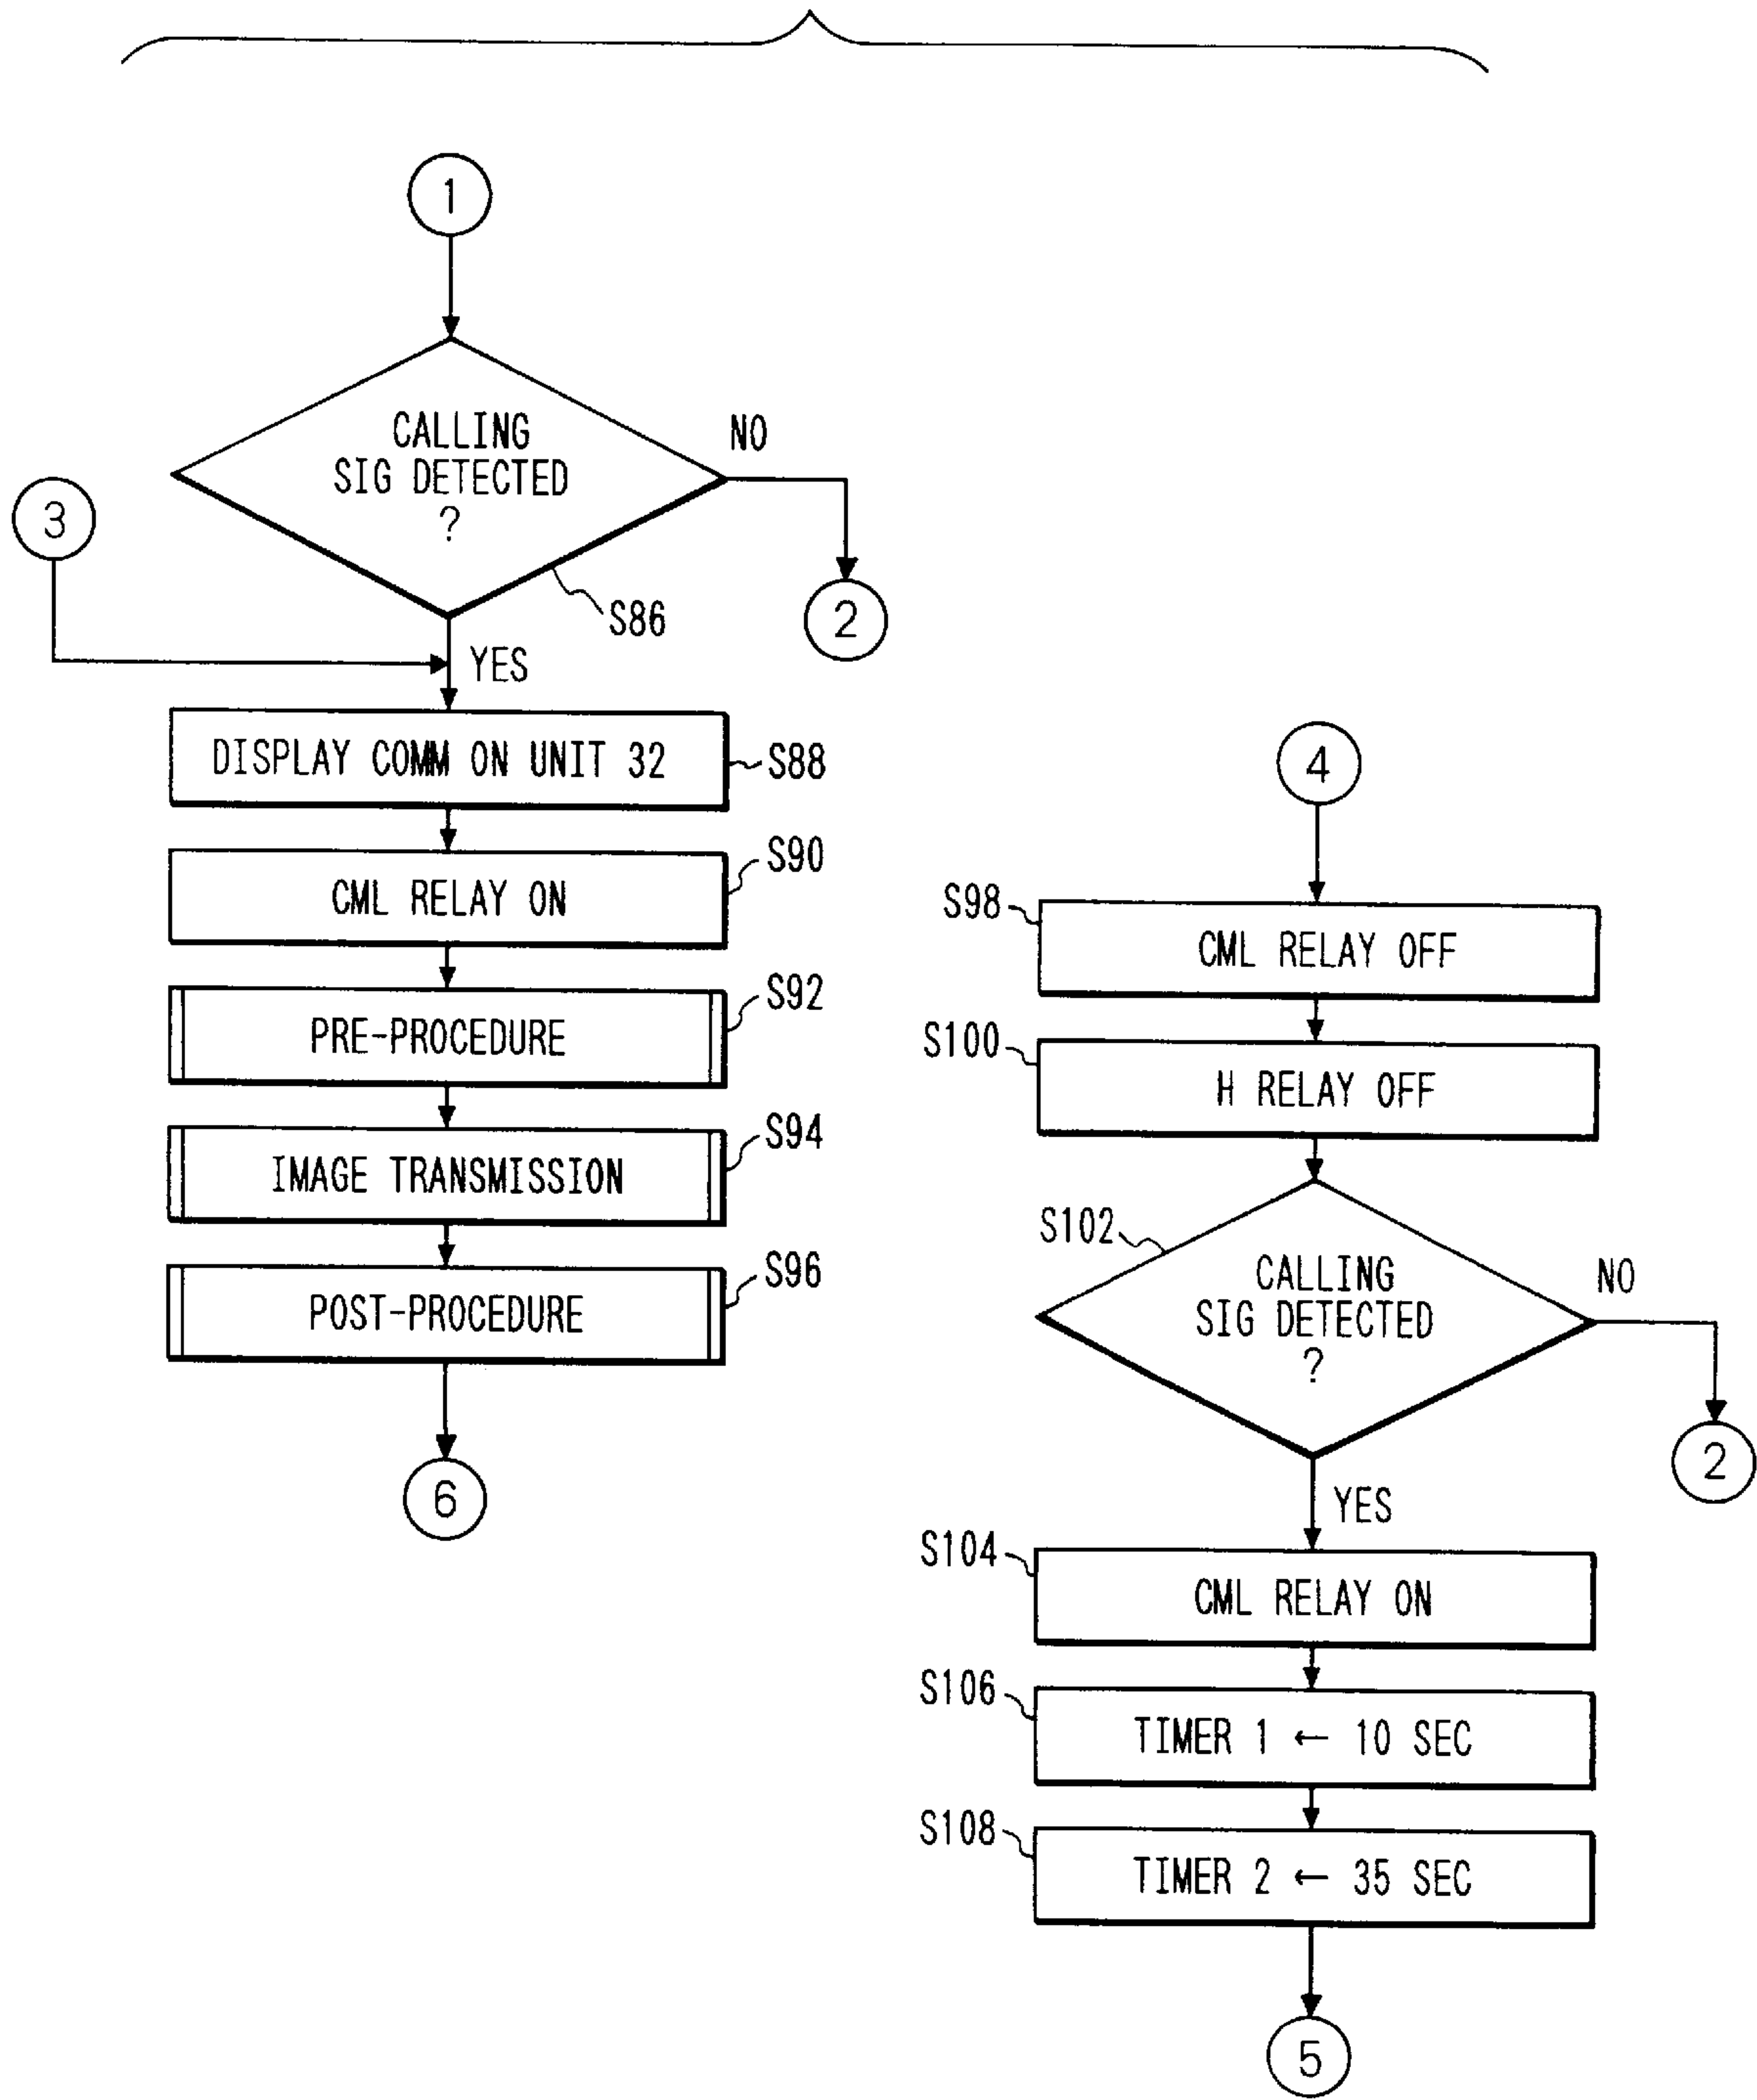 1
CALLING
SIG DETECTED
?
NO
S86
2
3
YES
DISPLAY COMM ON UNIT 32
S88
CML RELAY ON
S90
PRE-PROCEDURE
S92
IMAGE TRANSMISSION
S94
POST-PROCEDURE
S96
6
4
S98
CML RELAY OFF
S100
H RELAY OFF
S102
CALLING
SIG DETECTED
?
NO
2
YES
S104
CML RELAY ON
S106
TIMER 1 ← 10 SEC
S108
TIMER 2 ← 35 SEC
5